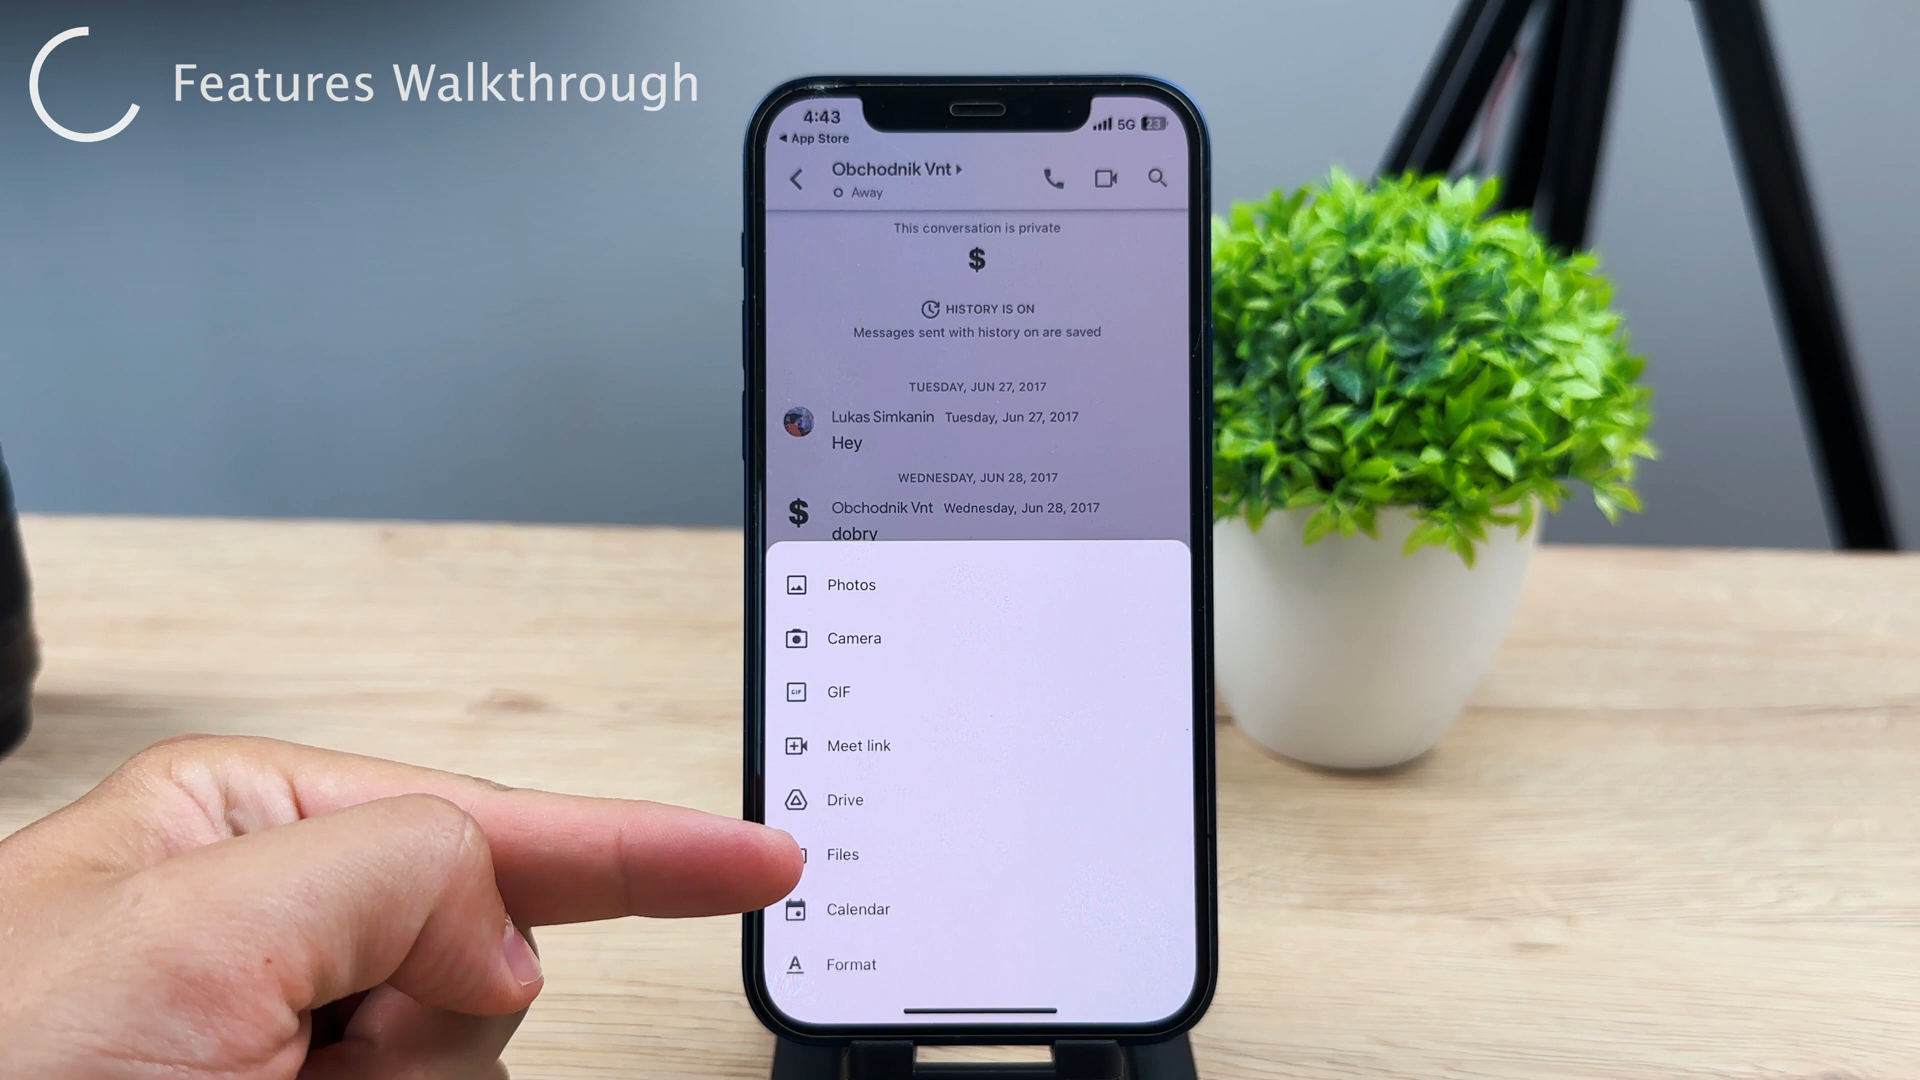 Features Walkthrough
4:43
App Store
5G 23
Obchodnik Vnt
Away
This conversation is private
$
HISTORY IS ON
Messages sent with history on are saved
TUESDAY, JUN 27, 2017
Lukas Simkanin Tuesday, Jun 27, 2017
Hey
WEDNESDAY, JUN 28, 2017
$ Obchodnik Vnt Wednesday, Jun 28, 2017
dobry
Photos
Camera
GIF GIF
Meet link
Drive
Files
Calendar
A Format